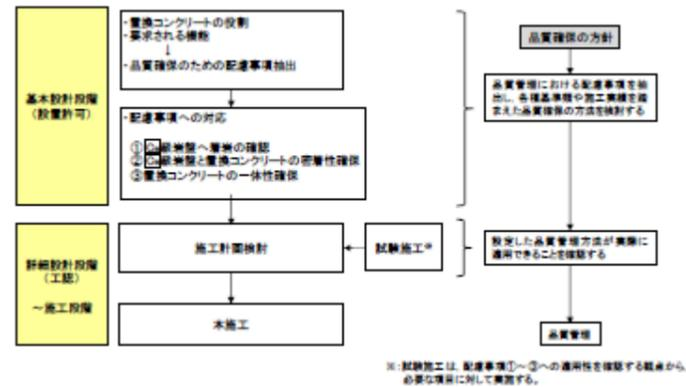 基本設計段階
(設置許可)
・置換コンクリートの役割
・要求される機能
↓
・品質確保のための配慮事項抽出
・配慮事項への対応
①級岩盤へ着岩の確認
②級岩盤と置換コンクリートの密着性確保
③置換コンクリートの一体性確保
品質確保の方針
品質管理における配慮事項を抽
出し、各種基準類や施工実績を踏
まえた品質確保の方法を検討する
詳細設計段階
(工認)
～施工段階
施工計画検討
試験施工※
本施工
設定した品質管理方法が実際に
適用できることを確認する
品質管理
※:試験施工は、配慮事項①～③への適用性を確認する観点から、
必要な項目に対して実施する。